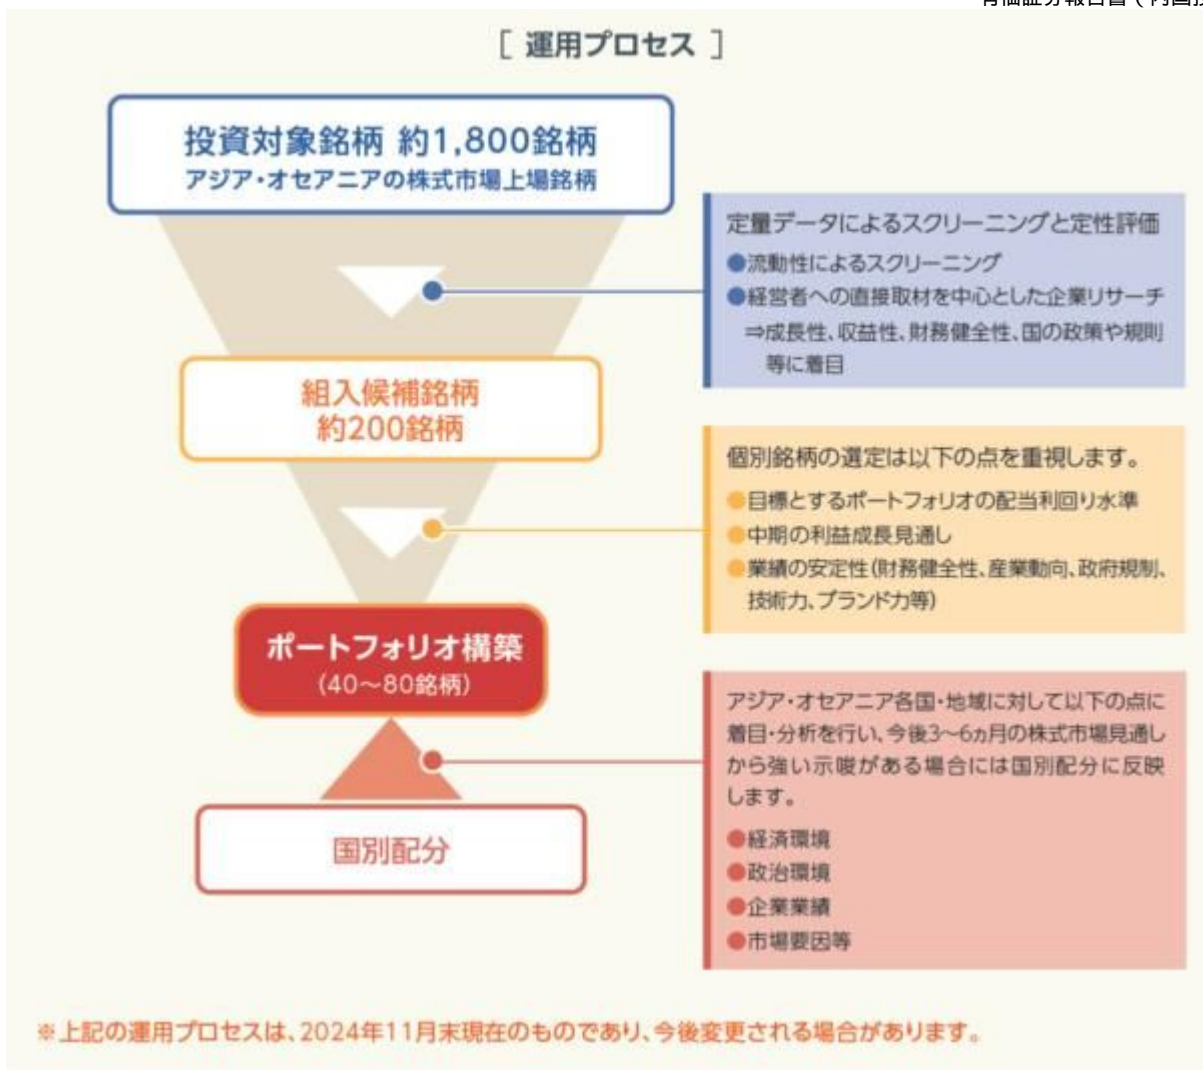 [ 運用プロセス ]
投資対象銘柄 約1,800銘柄
アジア・オセアニアの株式市場上場銘柄
定量データによるスクリーニングと定性評価
●流動性によるスクリーニング
●経営者への直接取材を中心とした企業リサーチ
⇒成長性、収益性、財務健全性、国の政策や規則
等に着目
組入候補銘柄
約200銘柄
個別銘柄の選定は以下の点を重視します。
●目標とするポートフォリオの配当利回り水準
●中期の利益成長見通し
●業績の安定性(財務健全性、産業動向、政府規制、
技術力、ブランド力等)
ポートフォリオ構築
(40〜80銘柄)
アジア・オセアニア各国・地域に対して以下の点に
着目・分析を行い、今後3〜6ヵ月の株式市場見通し
から強い示唆がある場合には国別配分に反映
します。
●経済環境
●政治環境
●企業業績
●市場要因等
国別配分
※上記の運用プロセスは、2024年11月末現在のものであり、今後変更される場合があります。